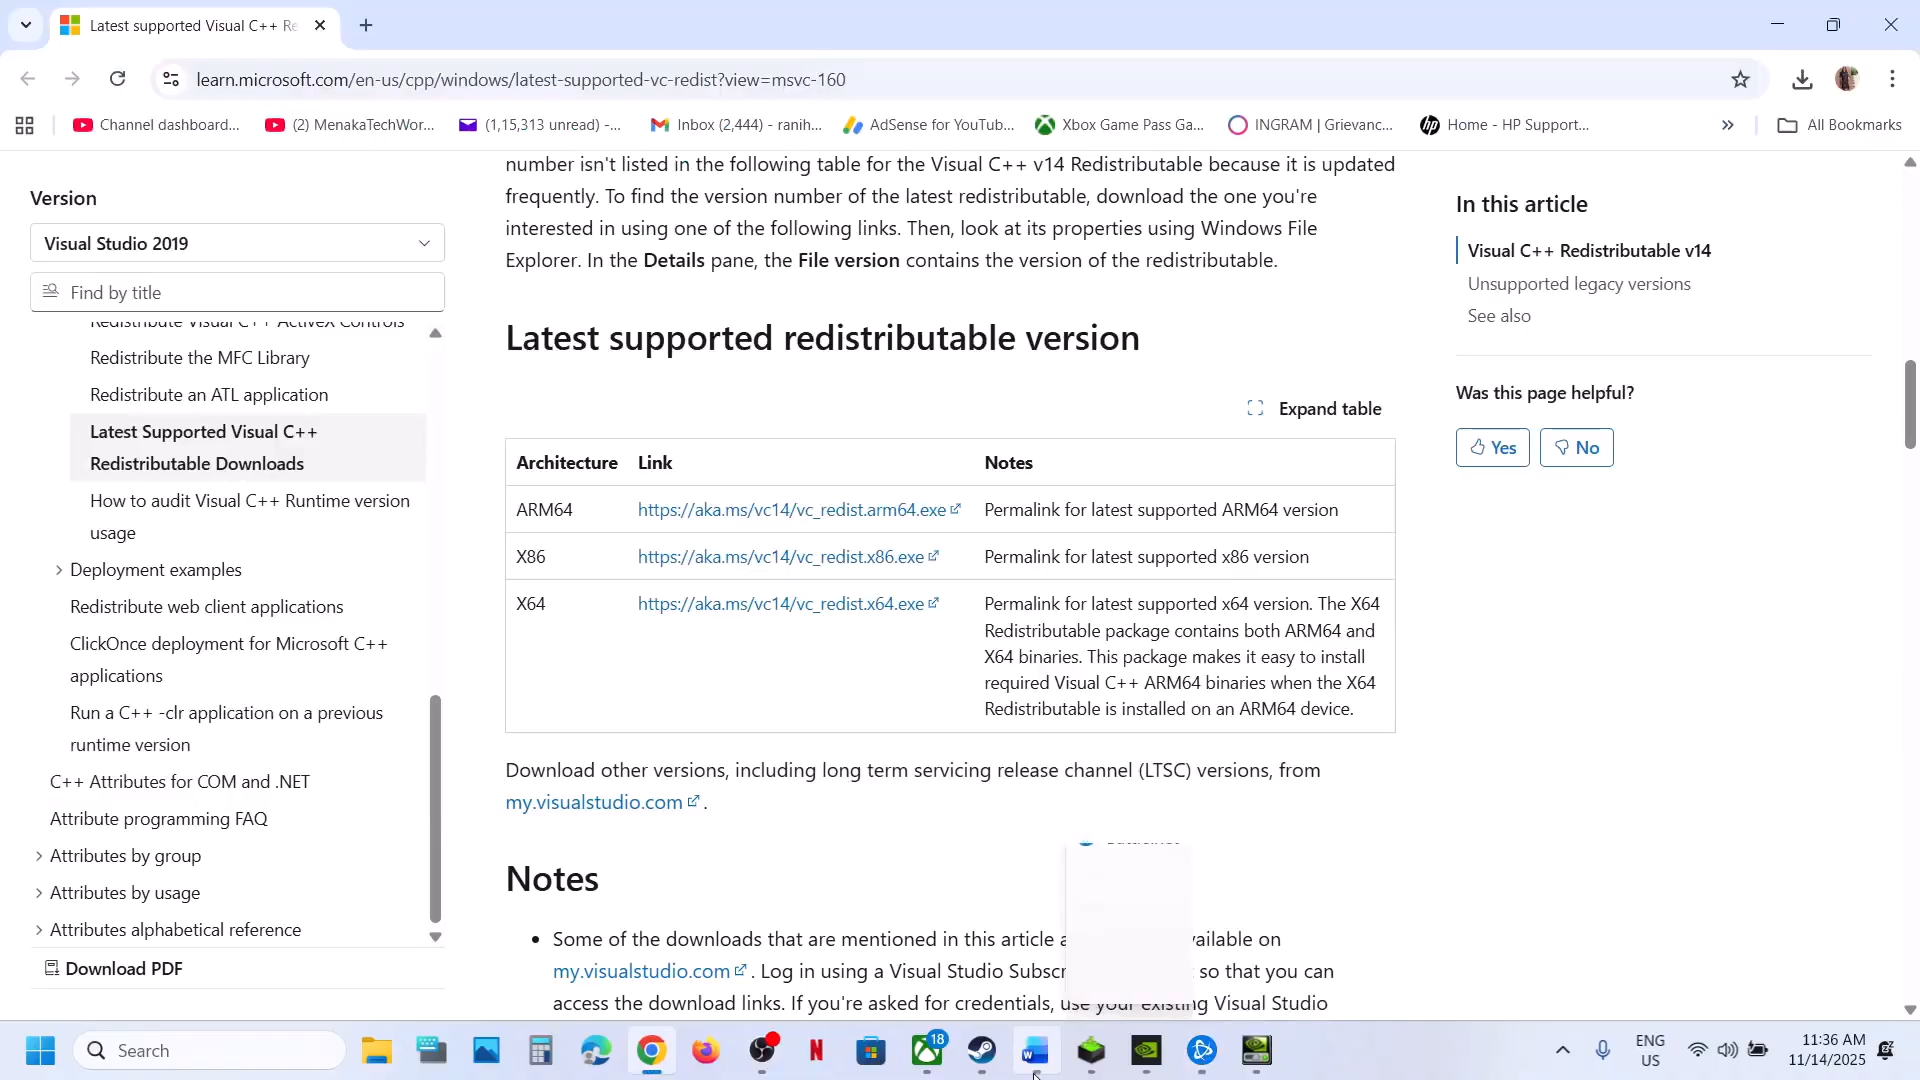 Latest supported Visual C++ Re
learn.microsoft.com/en-us/cpp/windows/latest-supported-vc-redist?view=msvc-160
Channel dashboard...
(2) MenakaTechWor...
(1,15,313 unread) -...
Inbox (2,444) - ranih...
AdSense for YouTub...
Xbox Game Pass Ga...
INGRAM | Grievanc...
Home - HP Support...
All Bookmarks
Version
Visual Studio 2019
Find by title
Redistribute Visual C++ ActiveX Controls
Redistribute the MFC Library
Redistribute an ATL application
Latest Supported Visual C++
Redistributable Downloads
How to audit Visual C++ Runtime version
usage
Deployment examples
Redistribute web client applications
ClickOnce deployment for Microsoft C++
applications
Run a C++ -clr application on a previous
runtime version
C++ Attributes for COM and .NET
Attribute programming FAQ
Attributes by group
Attributes by usage
Attributes alphabetical reference
Download PDF
number isn't listed in the following table for the Visual C++ v14 Redistributable because it is updated
frequently. To find the version number of the latest redistributable, download the one you're
interested in using one of the following links. Then, look at its properties using Windows File
Explorer. In the Details pane, the File version contains the version of the redistributable.
Latest supported redistributable version
Expand table
Architecture Link Notes
ARM64 https://aka.ms/vc14/vc_redist.arm64.exe Permalink for latest supported ARM64 version
X86 https://aka.ms/vc14/vc_redist.x86.exe Permalink for latest supported x86 version
X64 https://aka.ms/vc14/vc_redist.x64.exe Permalink for latest supported x64 version. The X64
Redistributable package contains both ARM64 and
X64 binaries. This package makes it easy to install
required Visual C++ ARM64 binaries when the X64
Redistributable is installed on an ARM64 device.
Download other versions, including long term servicing release channel (LTSC) versions, from
my.visualstudio.com .
Notes
Some of the downloads that are mentioned in this article a vailable on
my.visualstudio.com . Log in using a Visual Studio Subscr so that you can
access the download links. If you're asked for credentials, use your existing Visual Studio
In this article
Visual C++ Redistributable v14
Unsupported legacy versions
See also
Was this page helpful?
Yes
No
Search
18
ENG
US
11:36 AM
11/14/2025